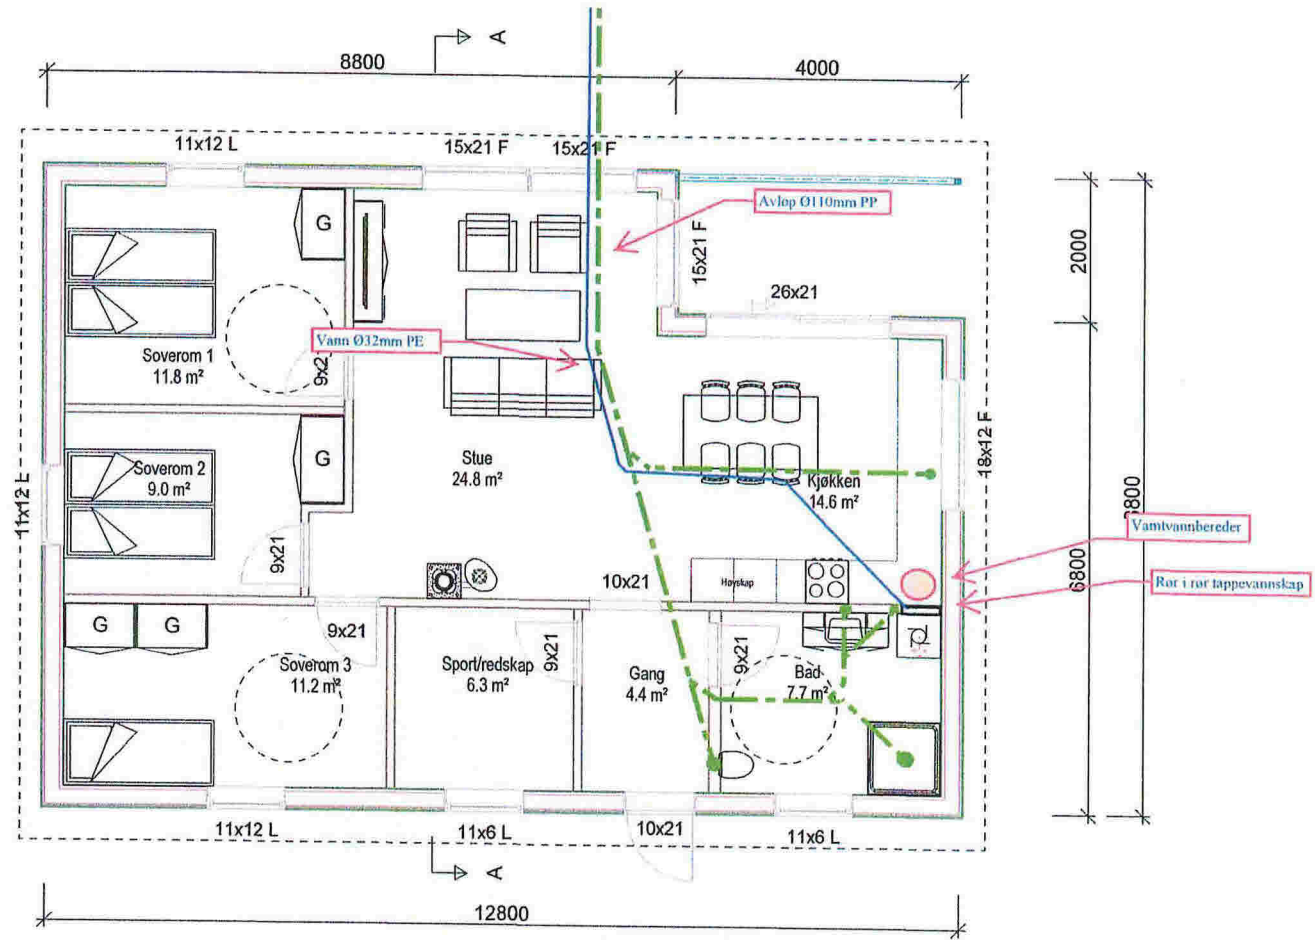 A
8800
4000
11x12 L
15x21 F
15x21 F
Avløp Ø110mm PP
G
15x21 F
2000
26x21
Vann Ø32mm PE
Soverom 1
11.8 m²
9x21
G
Soverom 2
9.0 m²
Stue
24.8 m²
Kjøkken
14.6 m²
18x12 F
11x12 L
8800
Vamtvannbereder
9x21
6800
Rør i rør tappevannskap
Høyskap
10x21
G
G
9x21
9x21
9x21
Soverom 3
11.2 m²
Sport/redskap
6.3 m²
Gang
4.4 m²
Bad
7.7 m²
11x12 L
11x6 L
10x21
11x6 L
A
12800